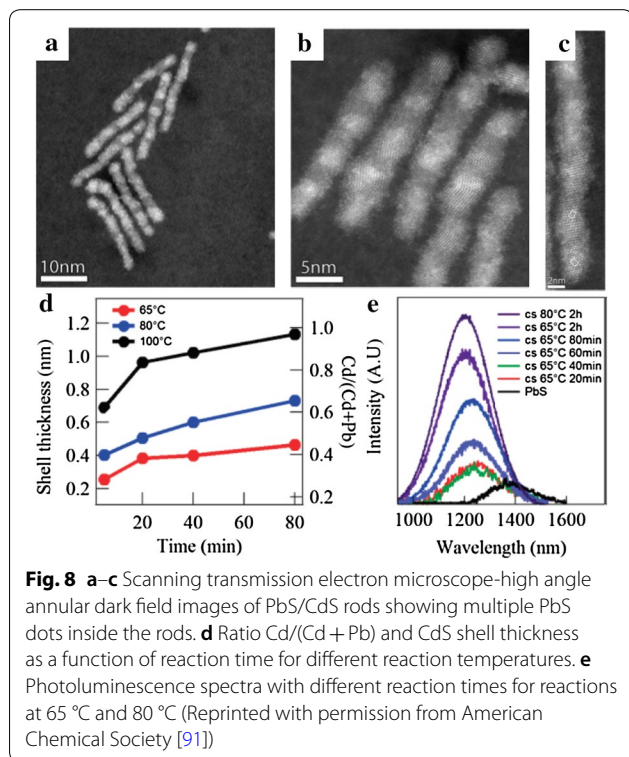 a
b
c
10nm
5nm
2nm
d
65°C
80°C
100°C
1.2
1.0
0.8
0.6
0.4
0.2
Shell thickness (nm)
1.0
0.8
0.6
0.4
0.2
Cd/(Cd+Pb)
20
40
60
80
Time (min)
e
cs 80°C 2h
cs 65°C 2h
cs 65°C 80min
cs 65°C 60min
cs 65°C 40min
cs 65°C 20min
PbS
Intensity (A.U)
1000 1200 1400 1600
Wavelength (nm)
Fig. 8 a–c Scanning transmission electron microscope-high angle
annular dark field images of PbS/CdS rods showing multiple PbS
dots inside the rods. d Ratio Cd/(Cd + Pb) and CdS shell thickness
as a function of reaction time for different reaction temperatures. e
Photoluminescence spectra with different reaction times for reactions
at 65 °C and 80 °C (Reprinted with permission from American
Chemical Society [91])